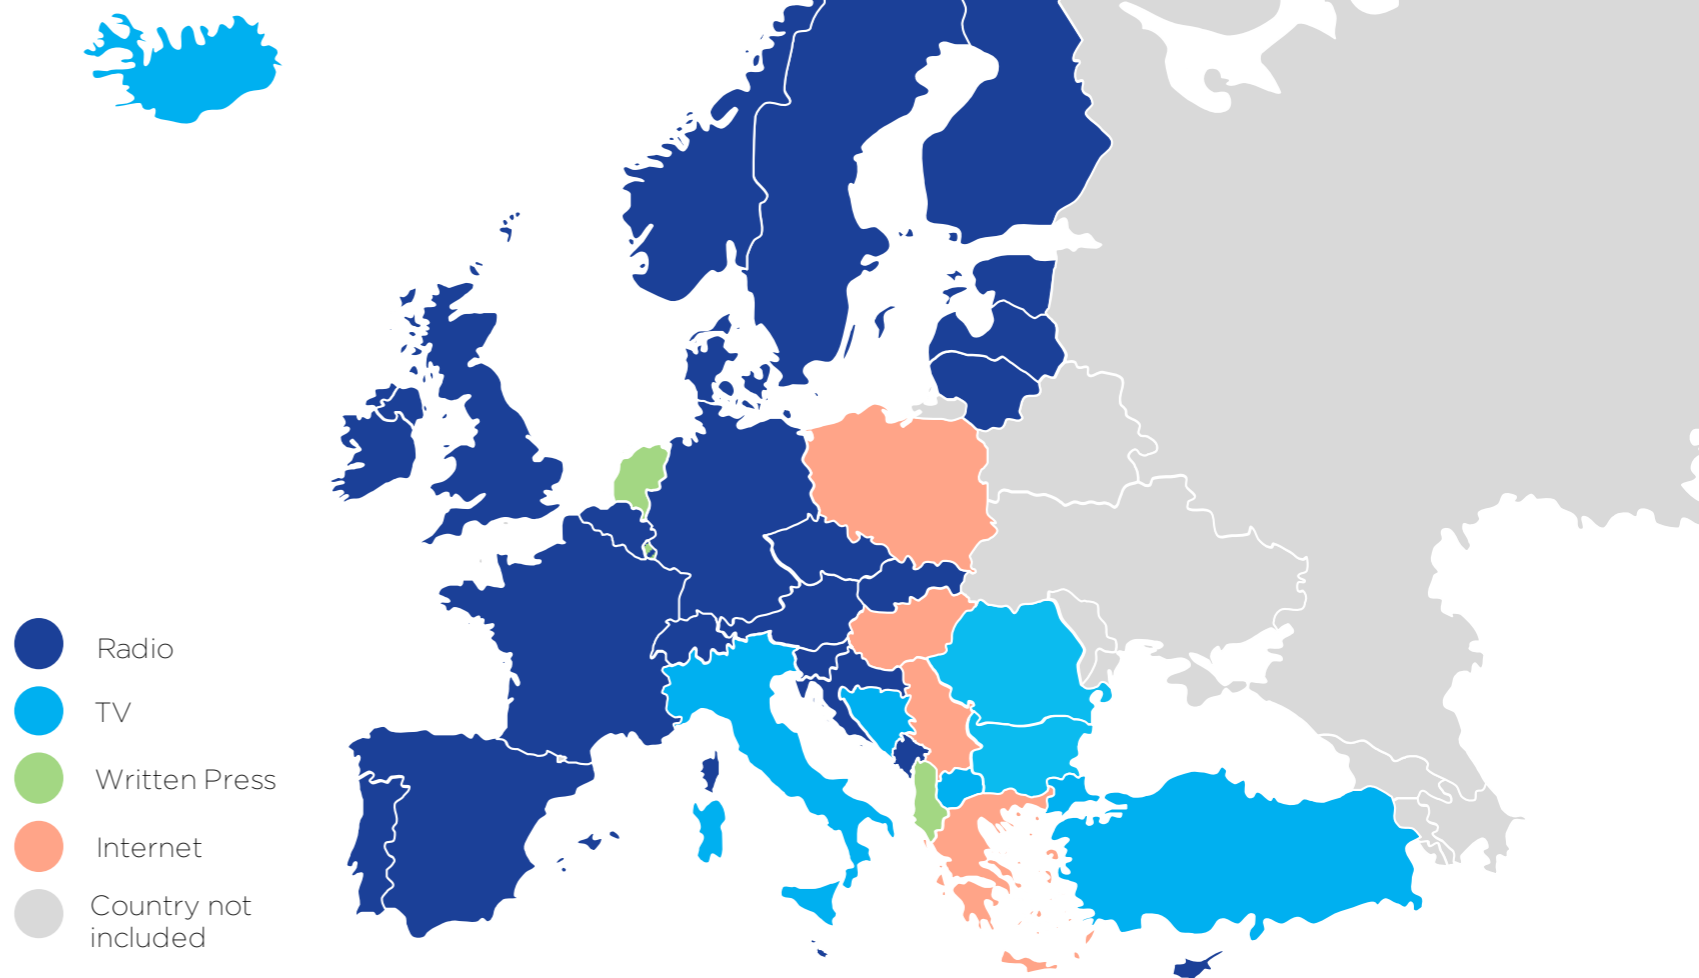 Radio
TV
Written Press
Internet
Country not
included